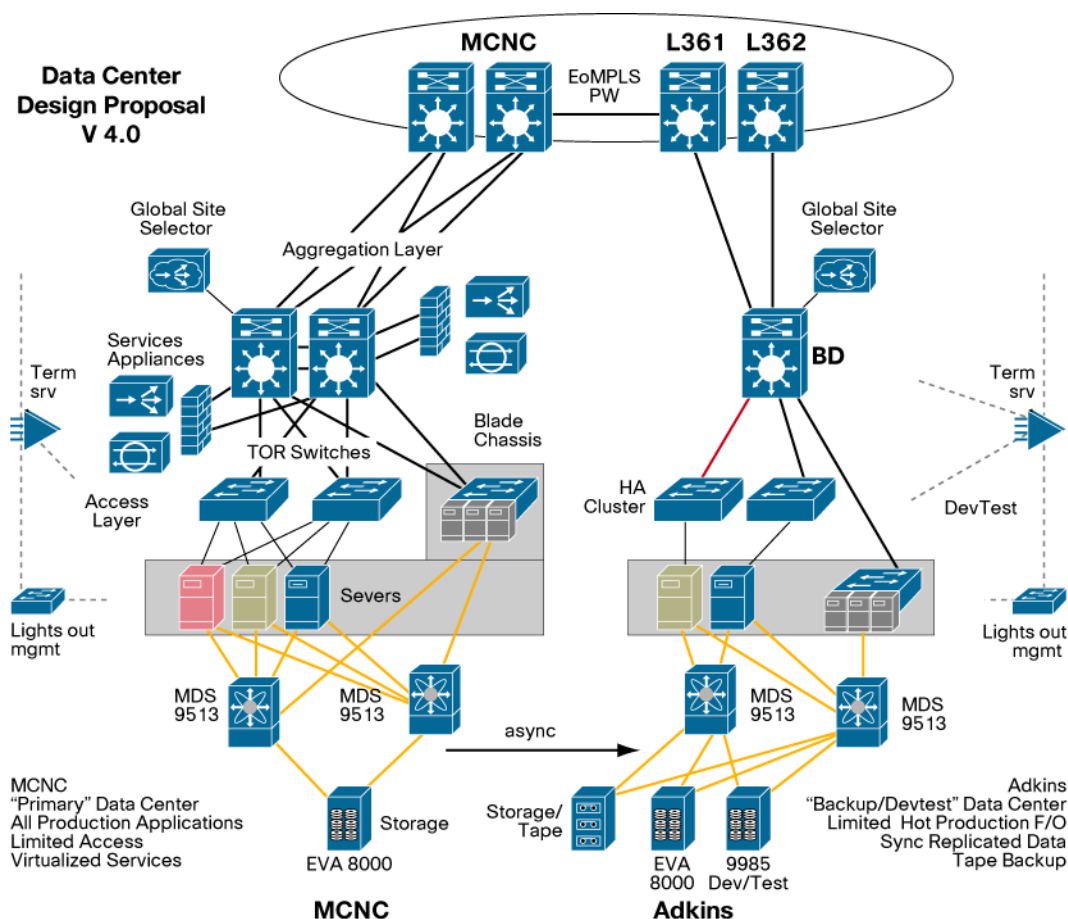 Data Center
Design Proposal
V 4.0
MCNC
L361
L362
EoMPLS
PW
Global Site
Selector
Aggregation Layer
Global Site
Selector
Services
Appliances
BD
Term
srv
Term
srv
Blade
Chassis
TOR Switches
Access
Layer
HA
Cluster
DevTest
Severs
Lights out
mgmt
Lights out
mgmt
MDS
9513
MDS
9513
MDS
9513
MDS
9513
async
MCNC
“Primary” Data Center
All Production Applications
Limited Access
Virtualized Services
Storage
EVA 8000
Storage/
Tape
EVA
8000
9985
Dev/Test
Adkins
“Backup/Devtest” Data Center
Limited Hot Production F/O
Sync Replicated Data
Tape Backup
MCNC
Adkins